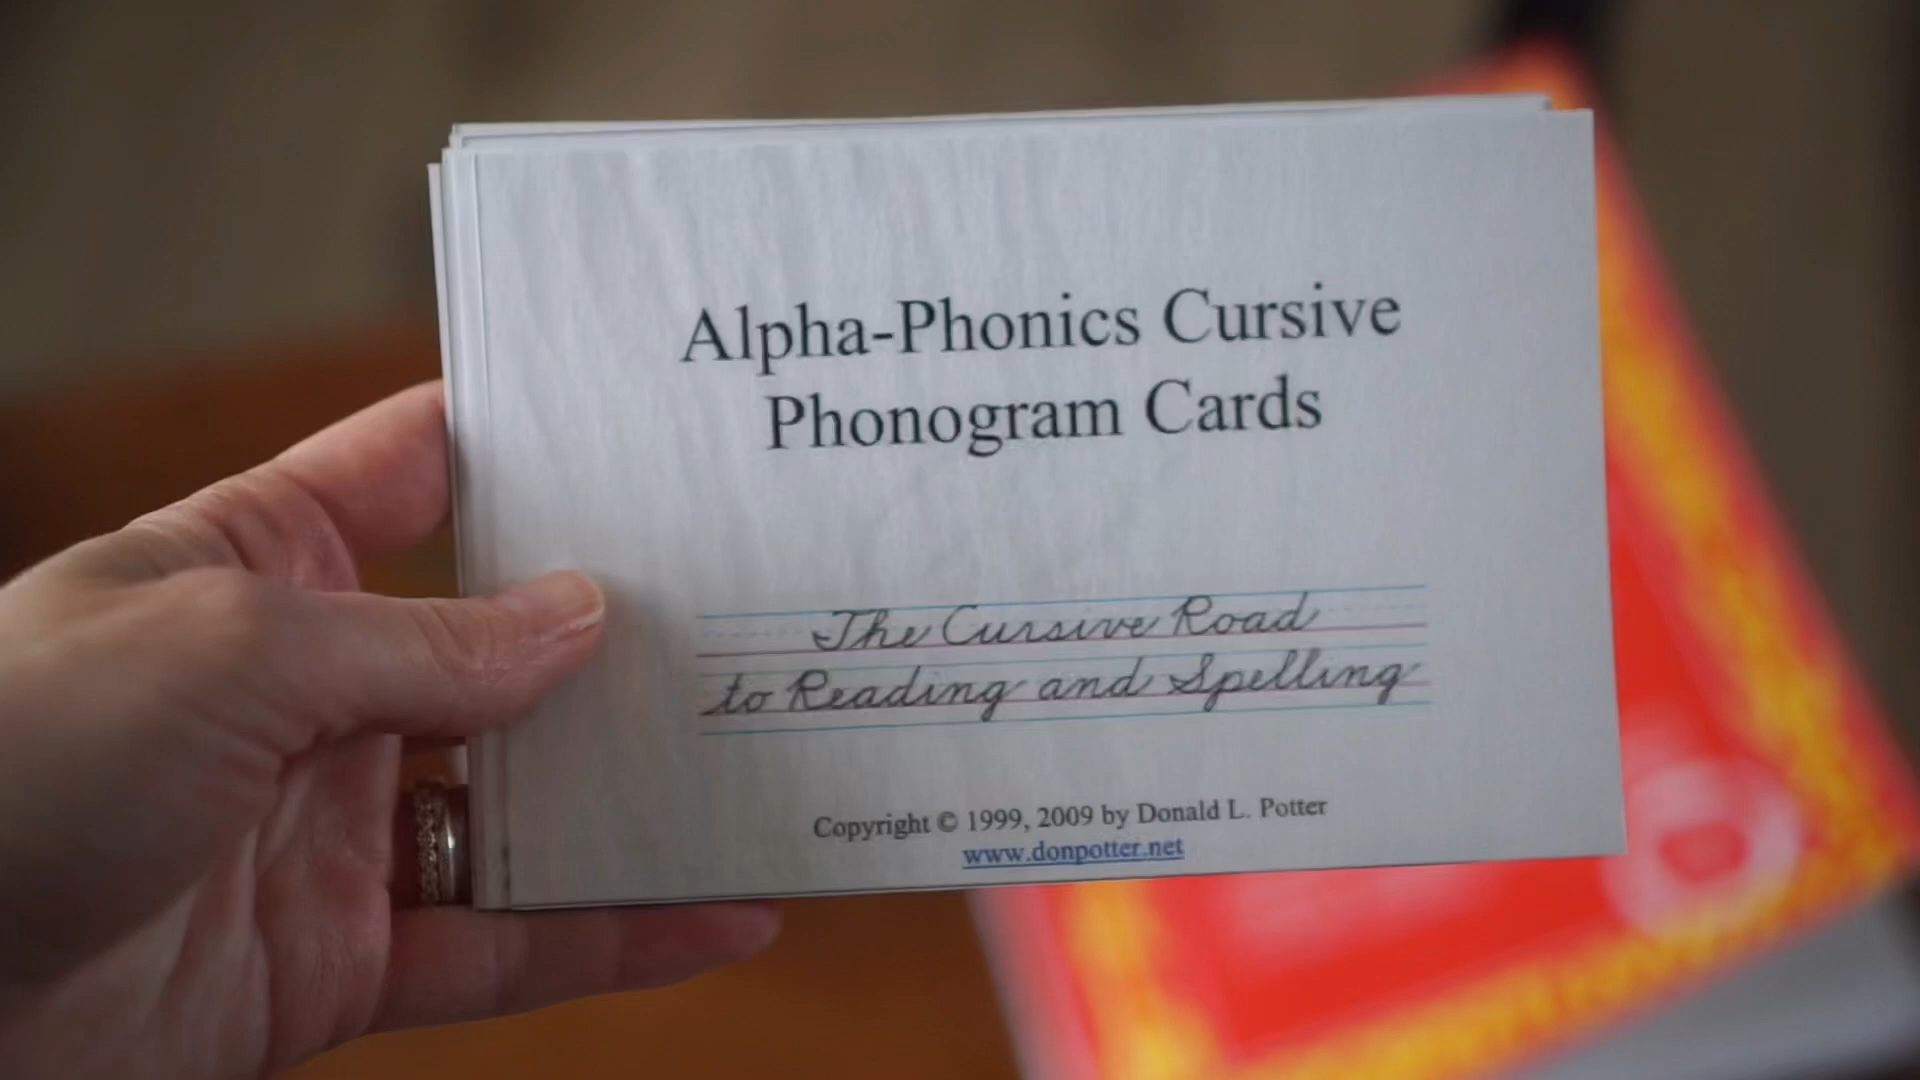 Alpha-Phonics Cursive
Phonogram Cards
The Cursive Road
to Reading and Spelling
Copyright © 1999, 2009 by Donald L. Potter
www.donpotter.net